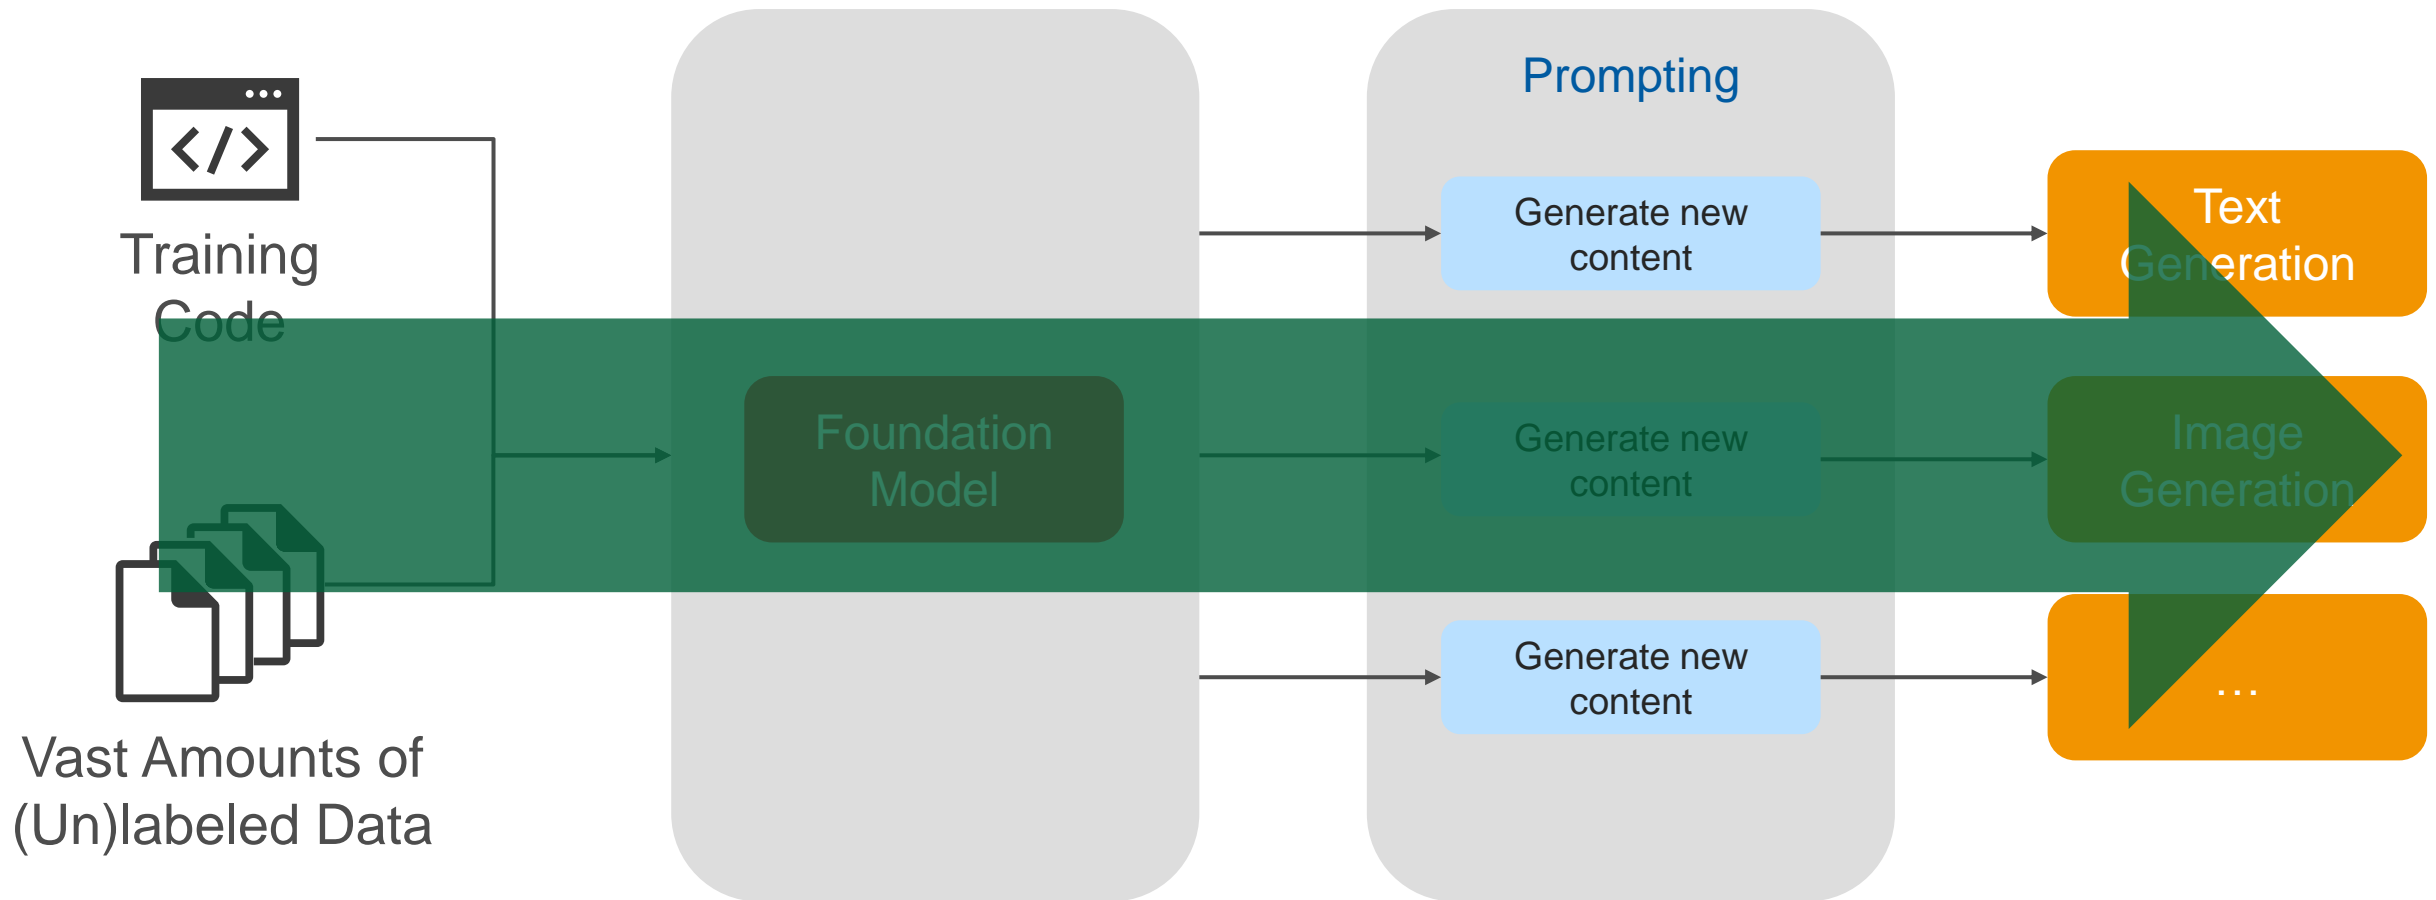 Training
Code
Vast Amounts of
(Un)labeled Data
Foundation
Model
Prompting
Generate new
content
Generate new
content
Generate new
content
Text
Generation
Image
Generation
…